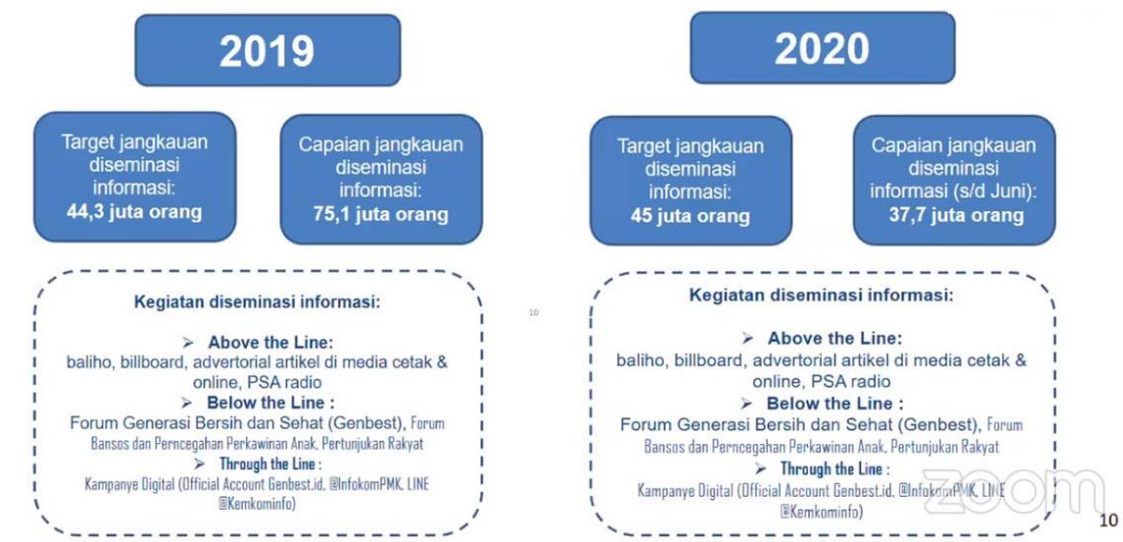 2019
Target jangkauan
diseminasi
informasi:
44,3 juta orang
Capaian jangkauan
diseminasi
informasi:
75,1 juta orang
Kegiatan diseminasi informasi:
➢ Above the Line:
baliho, billboard, advertorial artikel di media cetak &
online, PSA radio
➢ Below the Line :
Forum Generasi Bersih dan Sehat (Genbest), Forum
Bansos dan Perncegahan Perkawinan Anak, Pertunjukan Rakyat
➢ Through the Line :
Kampanye Digital (Official Account Genbest.id, @InfokomPMK, LINE
@Kemkominfo)
10
2020
Target jangkauan
diseminasi
informasi:
45 juta orang
Capaian jangkauan
diseminasi
informasi (s/d Juni):
37,7 juta orang
Kegiatan diseminasi informasi:
➢ Above the Line:
baliho, billboard, advertorial artikel di media cetak &
online, PSA radio
➢ Below the Line :
Forum Generasi Bersih dan Sehat (Genbest), Forum
Bansos dan Perncegahan Perkawinan Anak, Pertunjukan Rakyat
➢ Through the Line :
Kampanye Digital (Official Account Genbest.id, @InfokomPMK, LINE
@Kemkominfo)
zoom
10